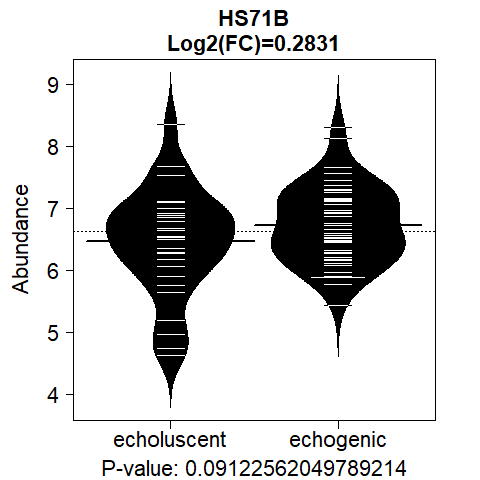 HS71B
Log2(FC)=0.2831
9
8
7
6
5
4
Abundance
echoluscent echogenic
P-value: 0.09122562049789214